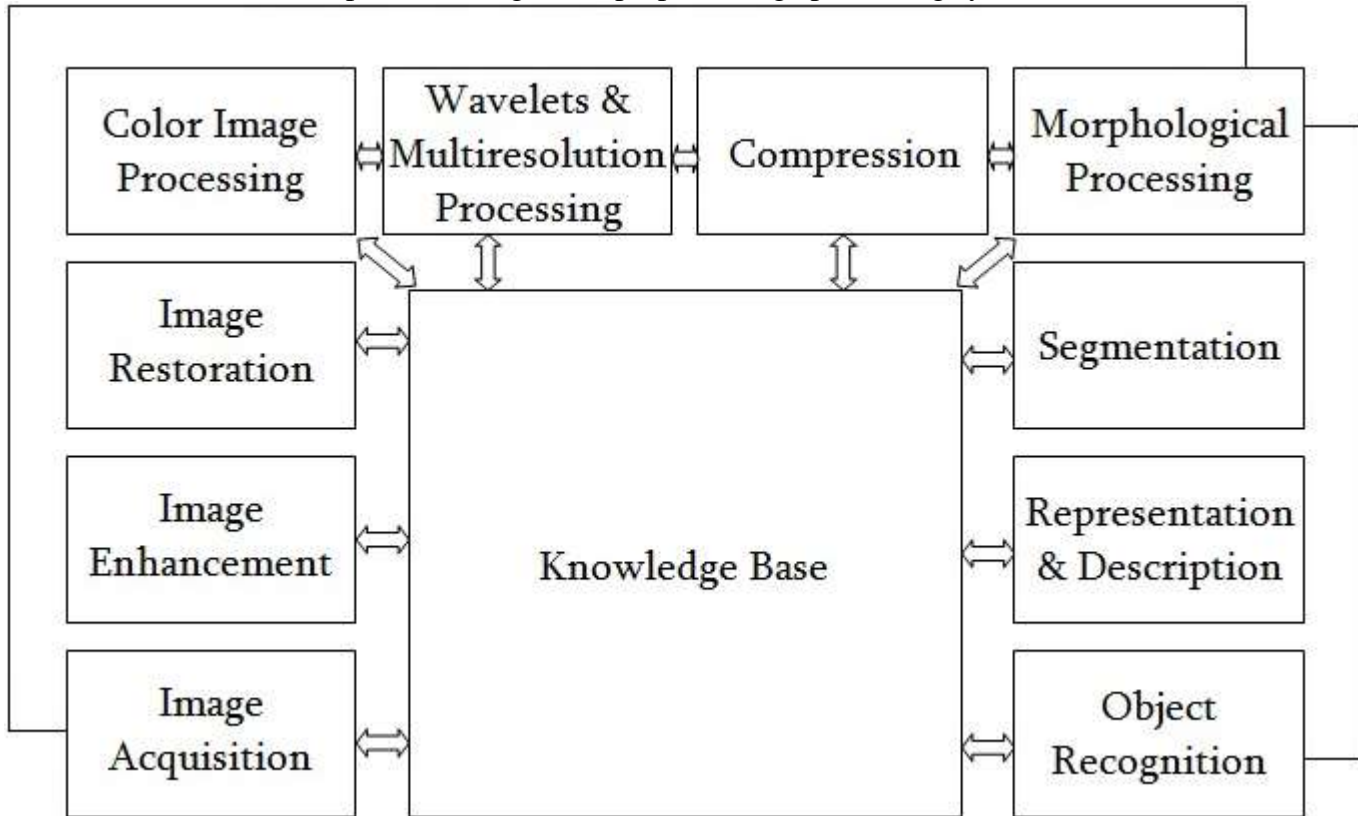 Color Image
Processing
Wavelets &
Multiresolution
Processing
Compression
Morphological
Processing
Image
Restoration
Segmentation
Image
Enhancement
Knowledge Base
Representation
& Description
Image
Acquisition
Object
Recognition